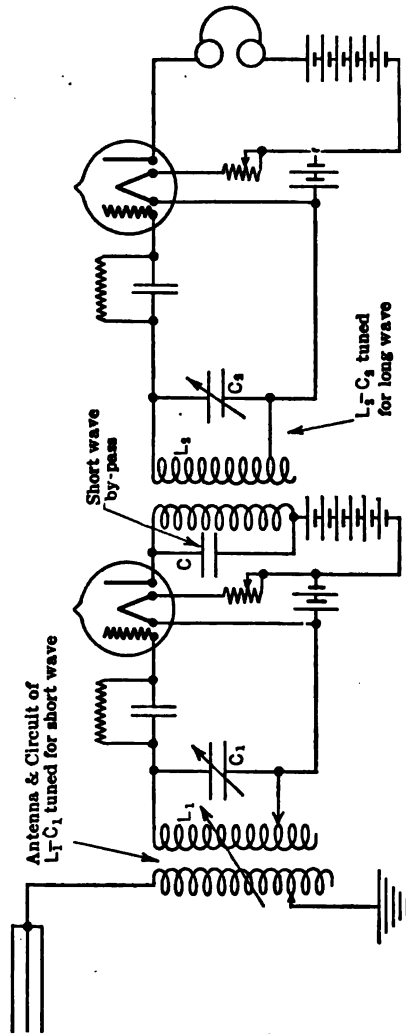 Antenna & Circuit of
L1-C1 tuned for short wave
Short wave
by-pass
L2-C2 tuned
for long wave
L1
C1
C
L2
C2